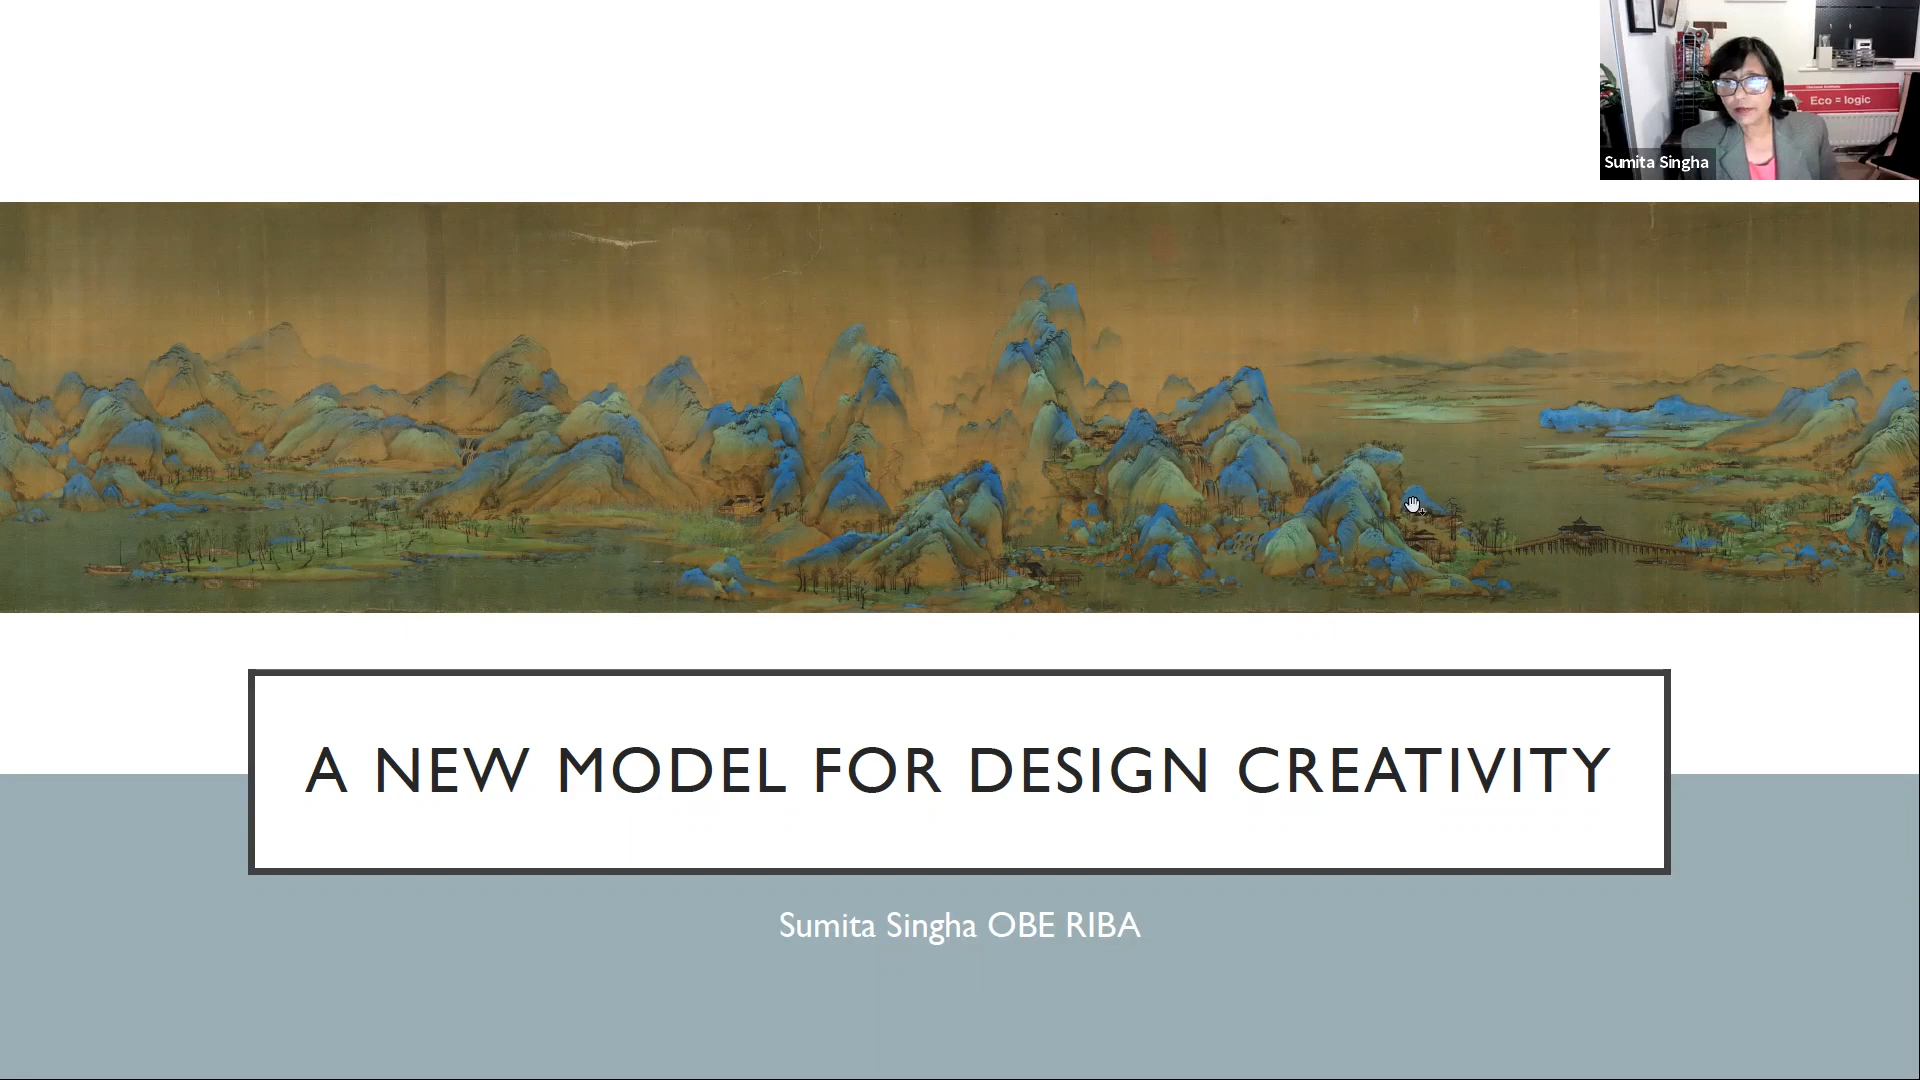 Eco = logic
Sumita Singha
A NEW MODEL FOR DESIGN CREATIVITY
Sumita Singha OBE RIBA